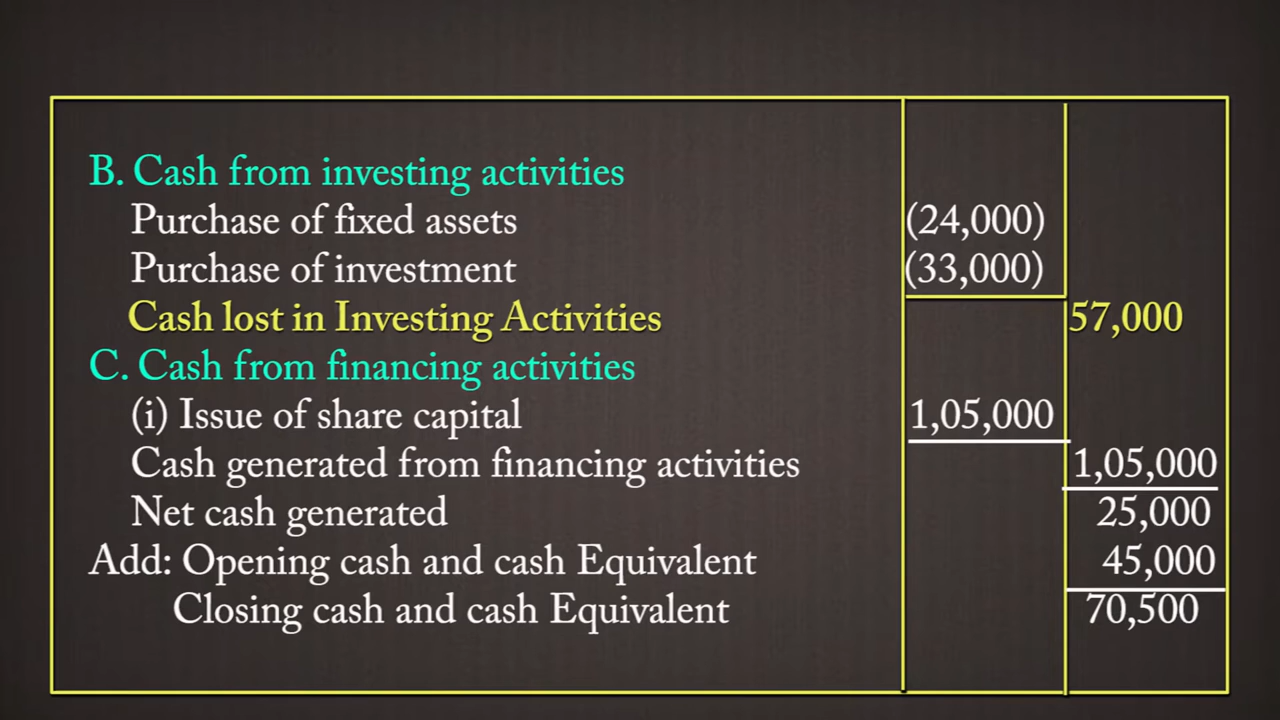 B. Cash from investing activities
Purchase of fixed assets (24,000)
Purchase of investment (33,000)
Cash lost in Investing Activities 57,000
C. Cash from financing activities
(i) Issue of share capital 1,05,000
Cash generated from financing activities 1,05,000
Net cash generated 25,000
Add: Opening cash and cash Equivalent 45,000
Closing cash and cash Equivalent 70,500